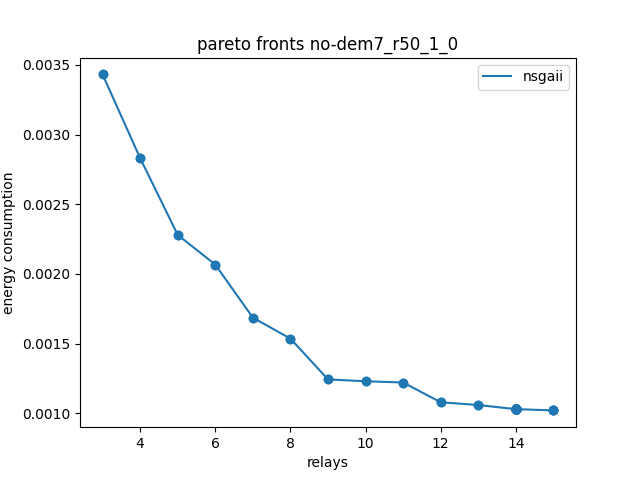 pareto fronts no-dem7_r50_1_0
nsgaii
energy consumption
0.0035
0.0030
0.0025
0.0020
0.0015
0.0010
4 6 8 10 12 14
relays